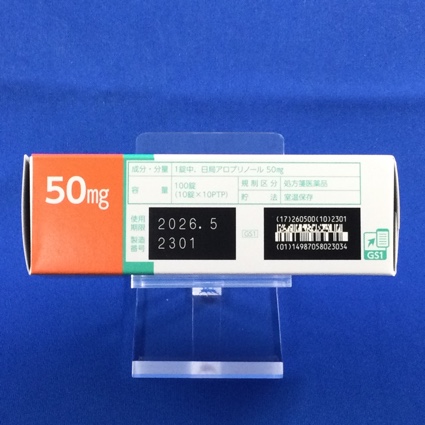 50mg
成分・分量 1錠中、日局アロプリノール 50mg
容量 100錠 (10錠×10PTP)
規制区分 処方箋医薬品
貯法 室温保存
使用期限 2026.5
製造番号 2301
(17)260500(10)2301
(01)14987058023034
GS1